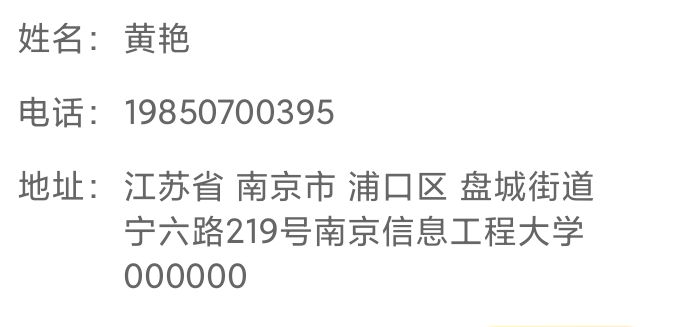 姓名：黄艳
电话：19850700395
地址：江苏省 南京市 浦口区 盘城街道
宁六路219号南京信息工程大学
000000